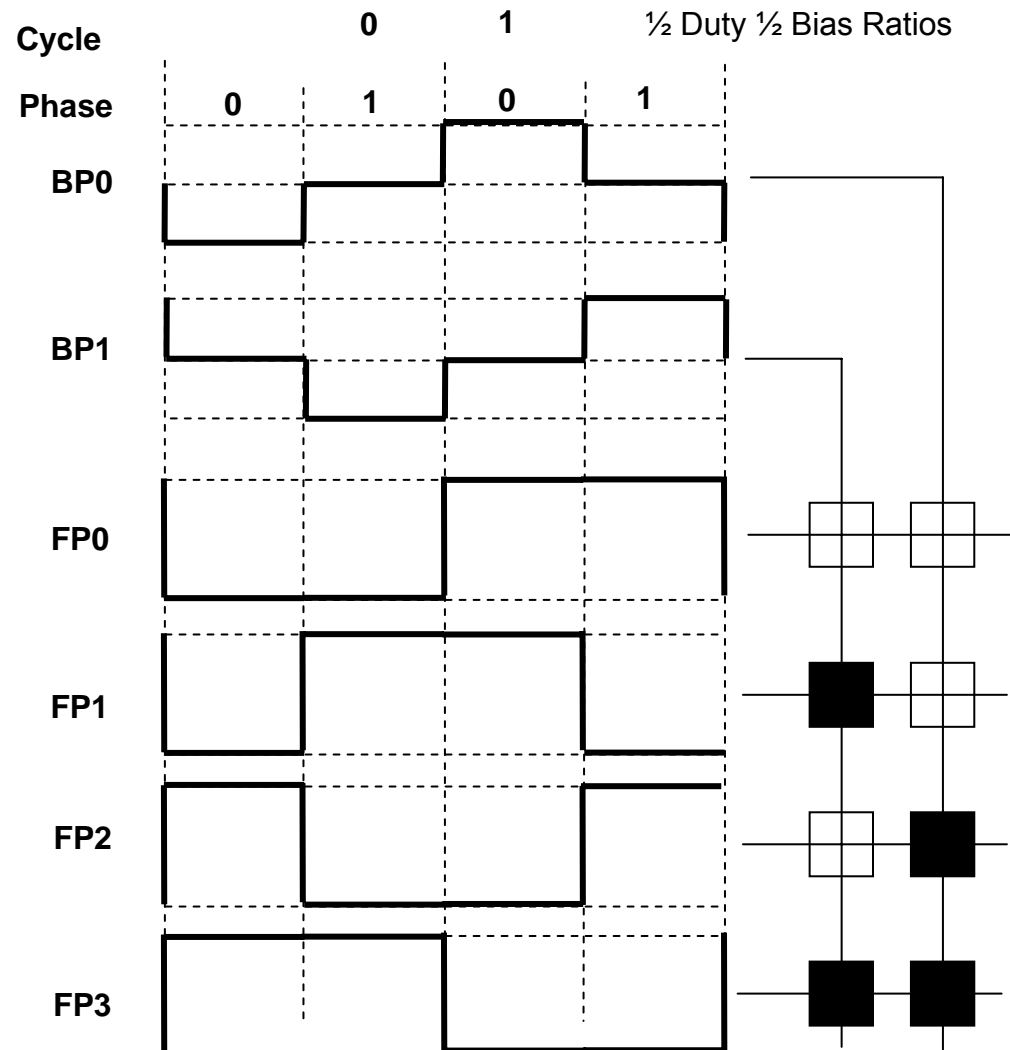 Cycle 0 1 ½ Duty ½ Bias Ratios
Phase 0 1 0 1
BP0
BP1
FP0
FP1
FP2
FP3